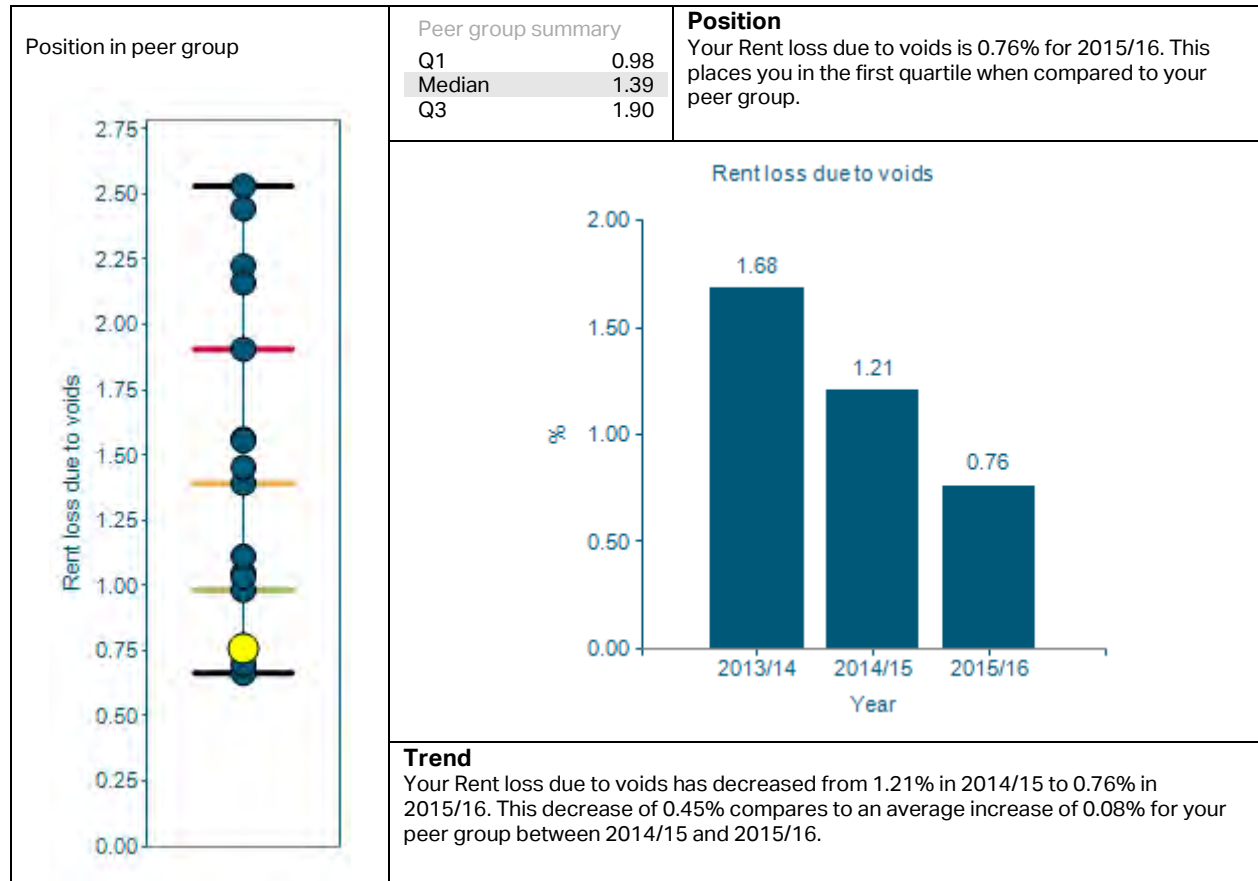 Position in peer group
2.75
2.50
2.25
2.00
1.75
1.50
1.25
1.00
0.75
0.50
0.25
0.00
Rent loss due to voids
Peer group summary
Q1 0.98
Median 1.39
Q3 1.90
Position
Your Rent loss due to voids is 0.76% for 2015/16. This
places you in the first quartile when compared to your
peer group.
Rent loss due to voids
2.00
1.50
1.00
0.50
0.00
%
1.68
1.21
0.76
2013/14 2014/15 2015/16
Year
Trend
Your Rent loss due to voids has decreased from 1.21% in 2014/15 to 0.76% in
2015/16. This decrease of 0.45% compares to an average increase of 0.08% for your
peer group between 2014/15 and 2015/16.